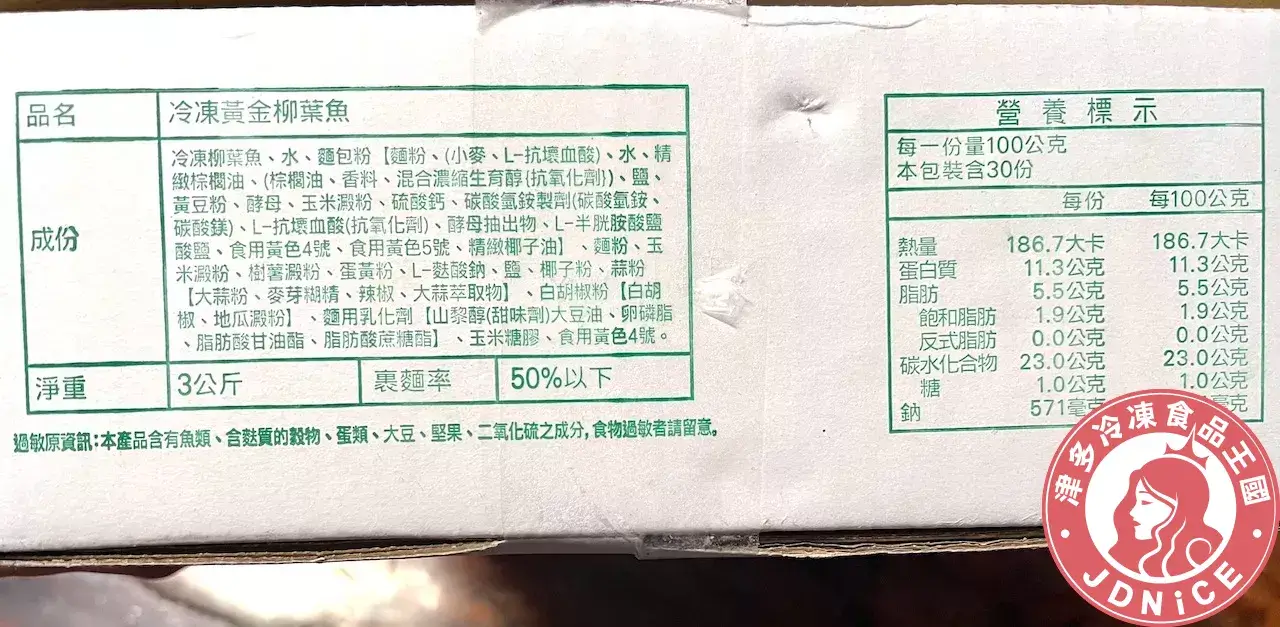 品名
冷凍黃金柳葉魚
成份
冷凍柳葉魚、水、麵包粉【麵粉、(小麥、L-抗壞血酸)、水、精
緻棕櫚油、(棕櫚油、香料、混合濃縮生育醇{抗氧化劑})、鹽、
黃豆粉、酵母、玉米澱粉、硫酸鈣、碳酸氫銨製劑(碳酸氫銨、
碳酸鎂)、L-抗壞血酸(抗氧化劑)、酵母抽出物、L-半胱胺酸鹽
酸鹽、食用黃色4號、食用黃色5號、精緻椰子油】、麵粉、玉
米澱粉、樹薯澱粉、蛋黃粉、L-麩酸鈉、鹽、椰子粉、蒜粉
【大蒜粉、麥芽糊精、辣椒、大蒜萃取物】、白胡椒粉【白胡
椒、地瓜澱粉】、麵用乳化劑【山黎醇(甜味劑)大豆油、卵磷脂
、脂肪酸甘油酯、脂肪酸蔗糖酯】、玉米糖膠、食用黃色4號。
淨重
3公斤
裹麵率
50%以下
過敏原資訊:本產品含有魚類、含麩質的穀物、蛋類、大豆、堅果、二氧化硫之成分,食物過敏者請留意。
營養標示
每一份量100公克
本包裝含30份
每份 每100公克
熱量 186.7大卡 186.7大卡
蛋白質 11.3公克 11.3公克
脂肪 5.5公克 5.5公克
飽和脂肪 1.9公克 1.9公克
反式脂肪 0.0公克 0.0公克
碳水化合物 23.0公克 23.0公克
糖 1.0公克 1.0公克
鈉 571毫克
津多冷凍食品王國
JDNiCE